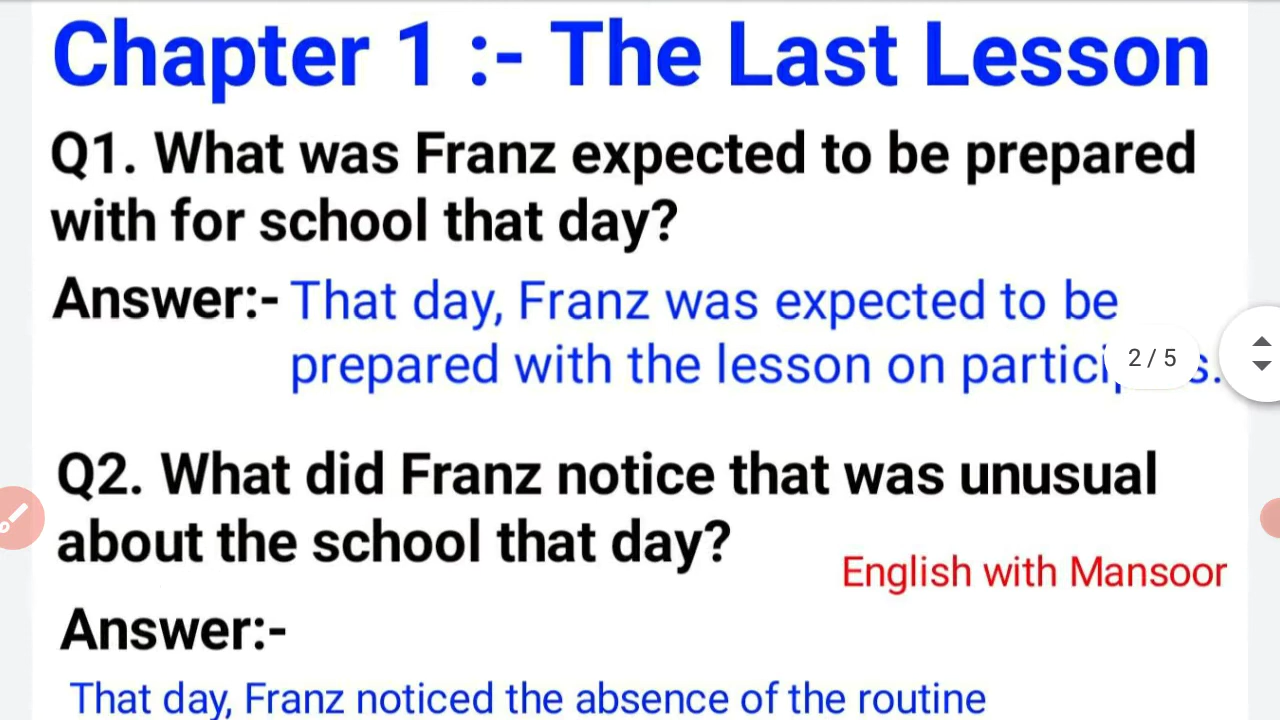 Chapter 1 :- The Last Lesson
Q1. What was Franz expected to be prepared
with for school that day?
Answer:- That day, Franz was expected to be
prepared with the lesson on
2 / 5
Q2. What did Franz notice that was unusual
about the school that day?
English with Mansoor
Answer:-
That day, Franz noticed the absence of the routine